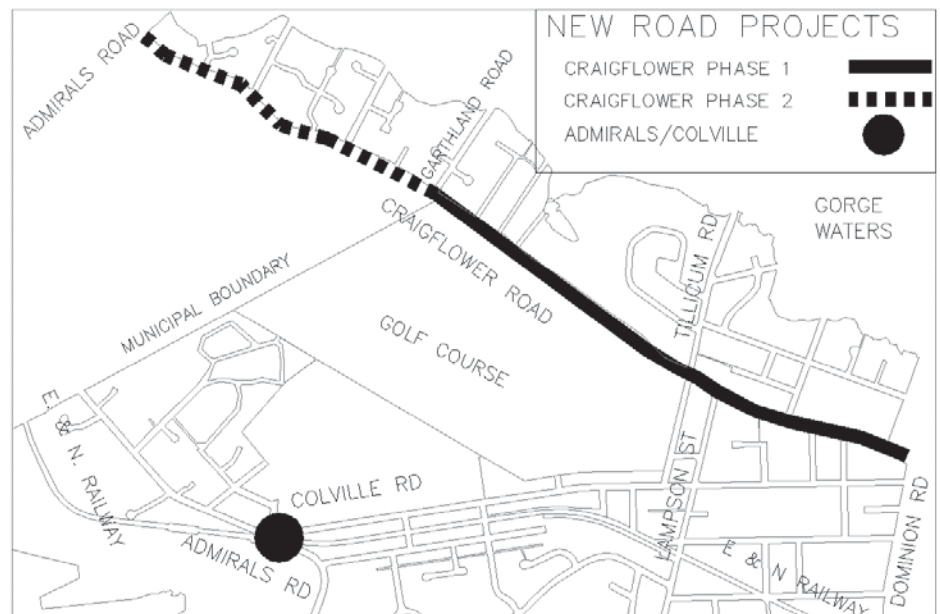 NEW ROAD PROJECTS
CRAIGFLOWER PHASE 1
CRAIGFLOWER PHASE 2
ADMIRALS/COLVILLE
ADMIRALS ROAD
GARTHLAND ROAD
GORGE
WATERS
CRAIGFLOWER ROAD
TILLICUM RD
MUNICIPAL BOUNDARY
GOLF COURSE
E. & N. RAILWAY
COLVILLE RD
LAMPSON ST
ADMIRALS RD
E & N RAILWAY
DOMINION RD